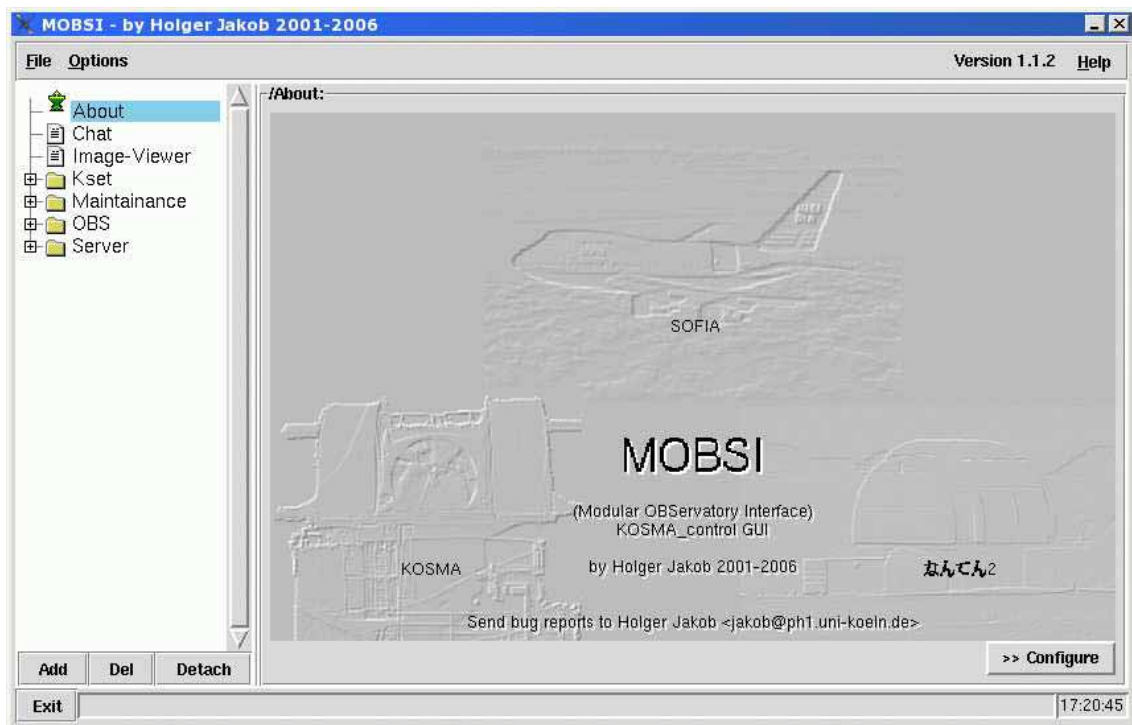 MOBSI - by Holger Jakob 2001-2006
File Options Version 1.1.2 Help
About
Chat
Image-Viewer
Kset
Maintainance
OBS
Server
Add Del Detach
/About:
SOFIA
MOBSI
(Modular OBServatory Interface)
KOSMA_control GUI
KOSMA
by Holger Jakob 2001-2006
なんてん2
Send bug reports to Holger Jakob <jakob@ph1.uni-koeln.de>
>> Configure
Exit 17:20:45